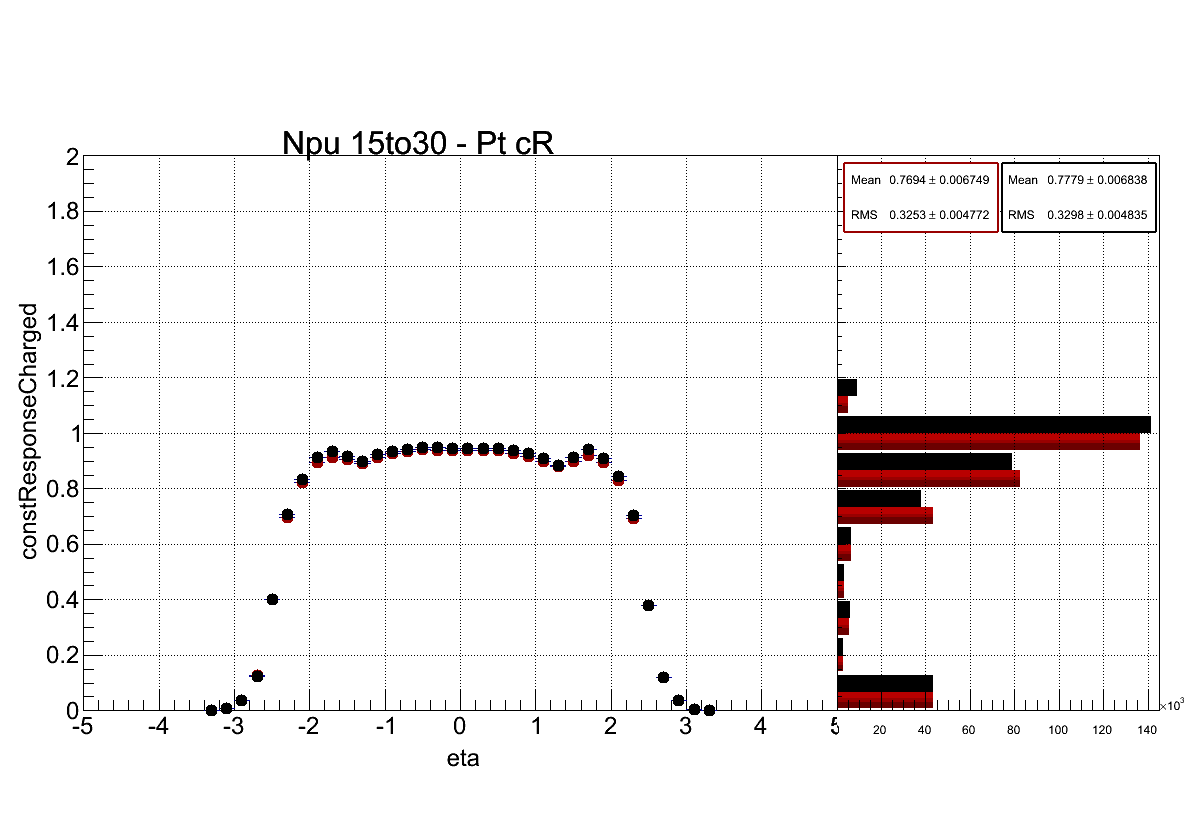 Npu 15to30 - Pt cR
2
1.8
1.6
1.4
1.2
1
0.8
0.6
0.4
0.2
0
constResponseCharged
-5 -4 -3 -2 -1 0 1 2 3 4
eta
Mean 0.7694 ± 0.006749
RMS 0.3253 ± 0.004772
Mean 0.7779 ± 0.006838
RMS 0.3298 ± 0.004835
20 40 60 80 100 120 140
×10³